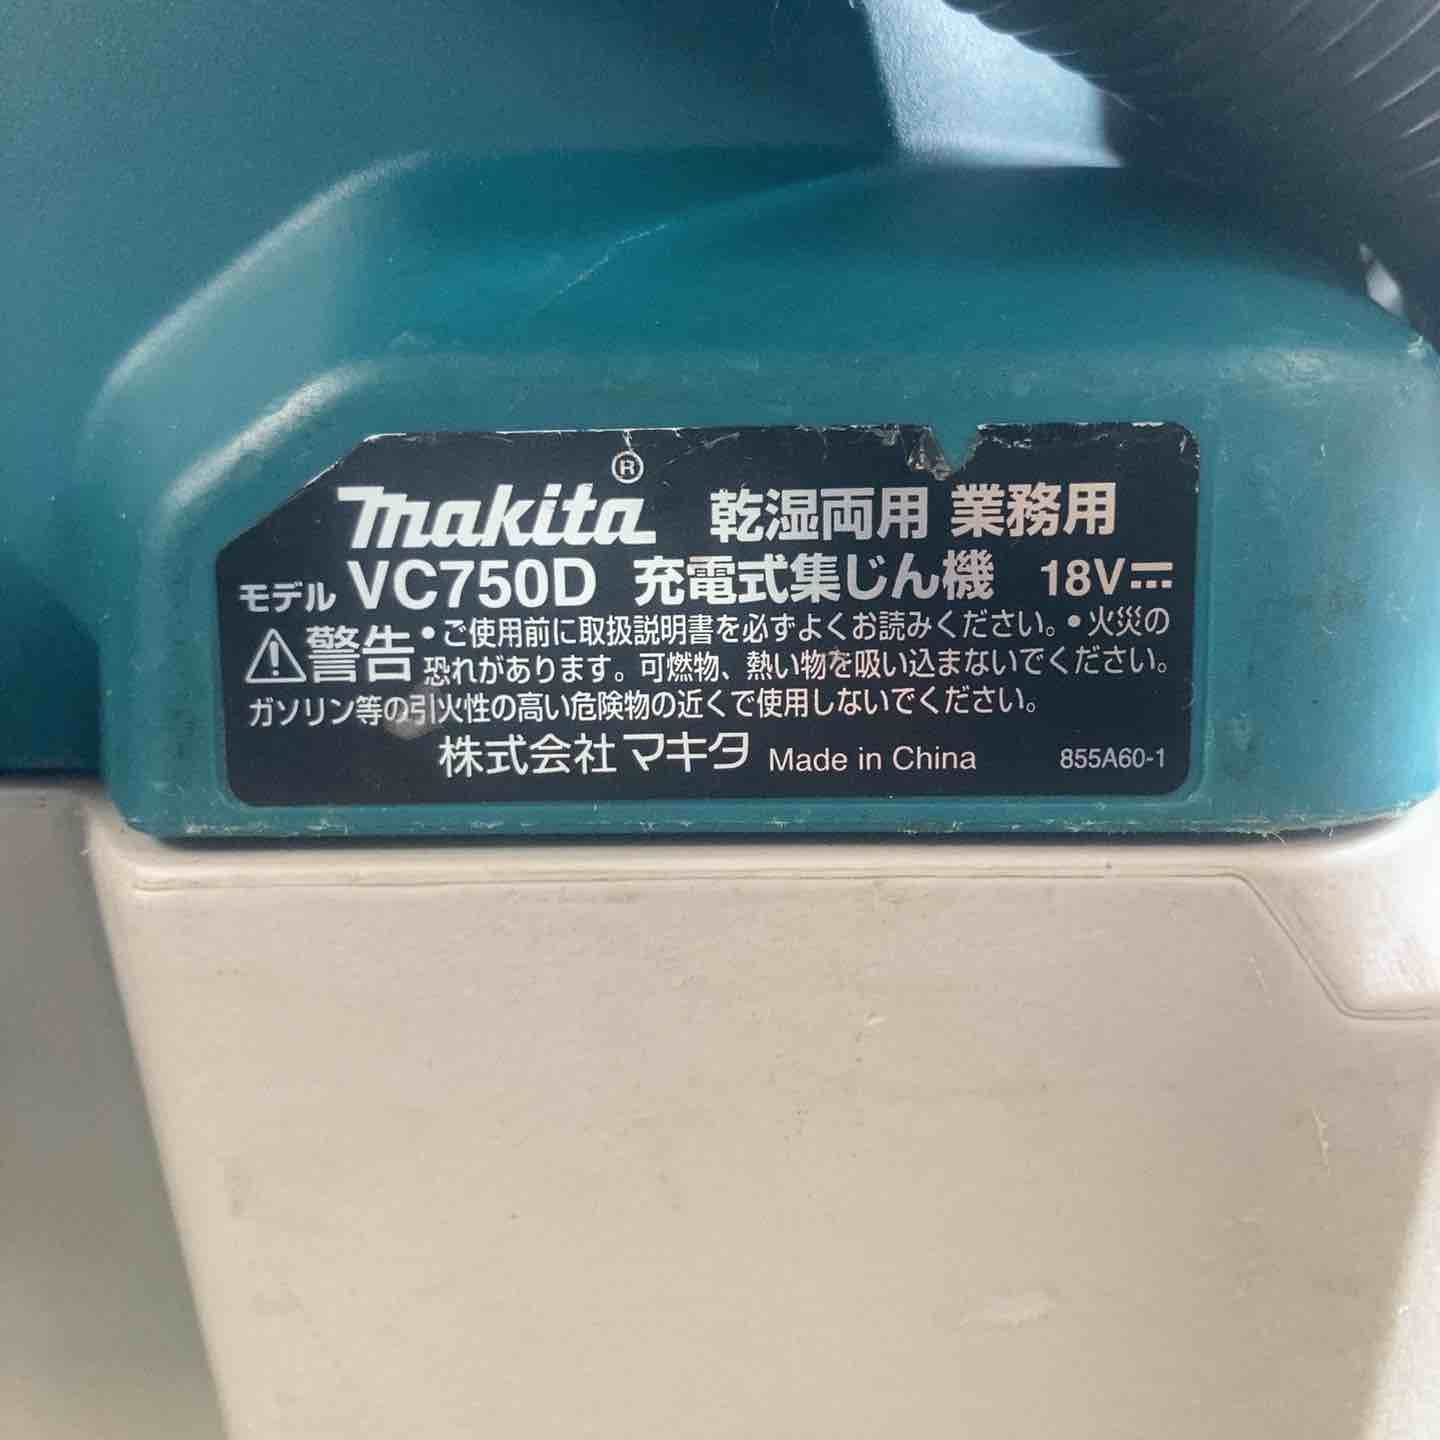 makita® 乾湿両用 業務用
モデル VC750D 充電式集じん機 18V⎓
⚠警告 •ご使用前に取扱説明書を必ずよくお読みください。•火災の
恐れがあります。可燃物、熱い物を吸い込まないでください。
ガソリン等の引火性の高い危険物の近くで使用しないでください。
株式会社マキタ Made in China 855A60-1